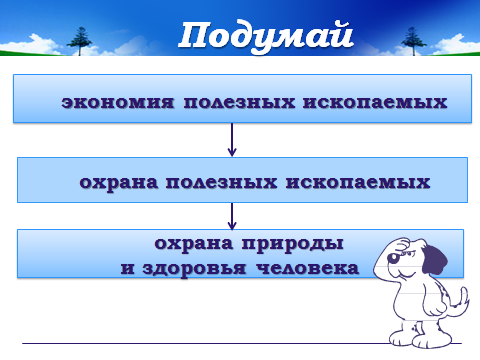 Подумай
экономия полезных ископаемых
охрана полезных ископаемых
охрана природы
и здоровья человека